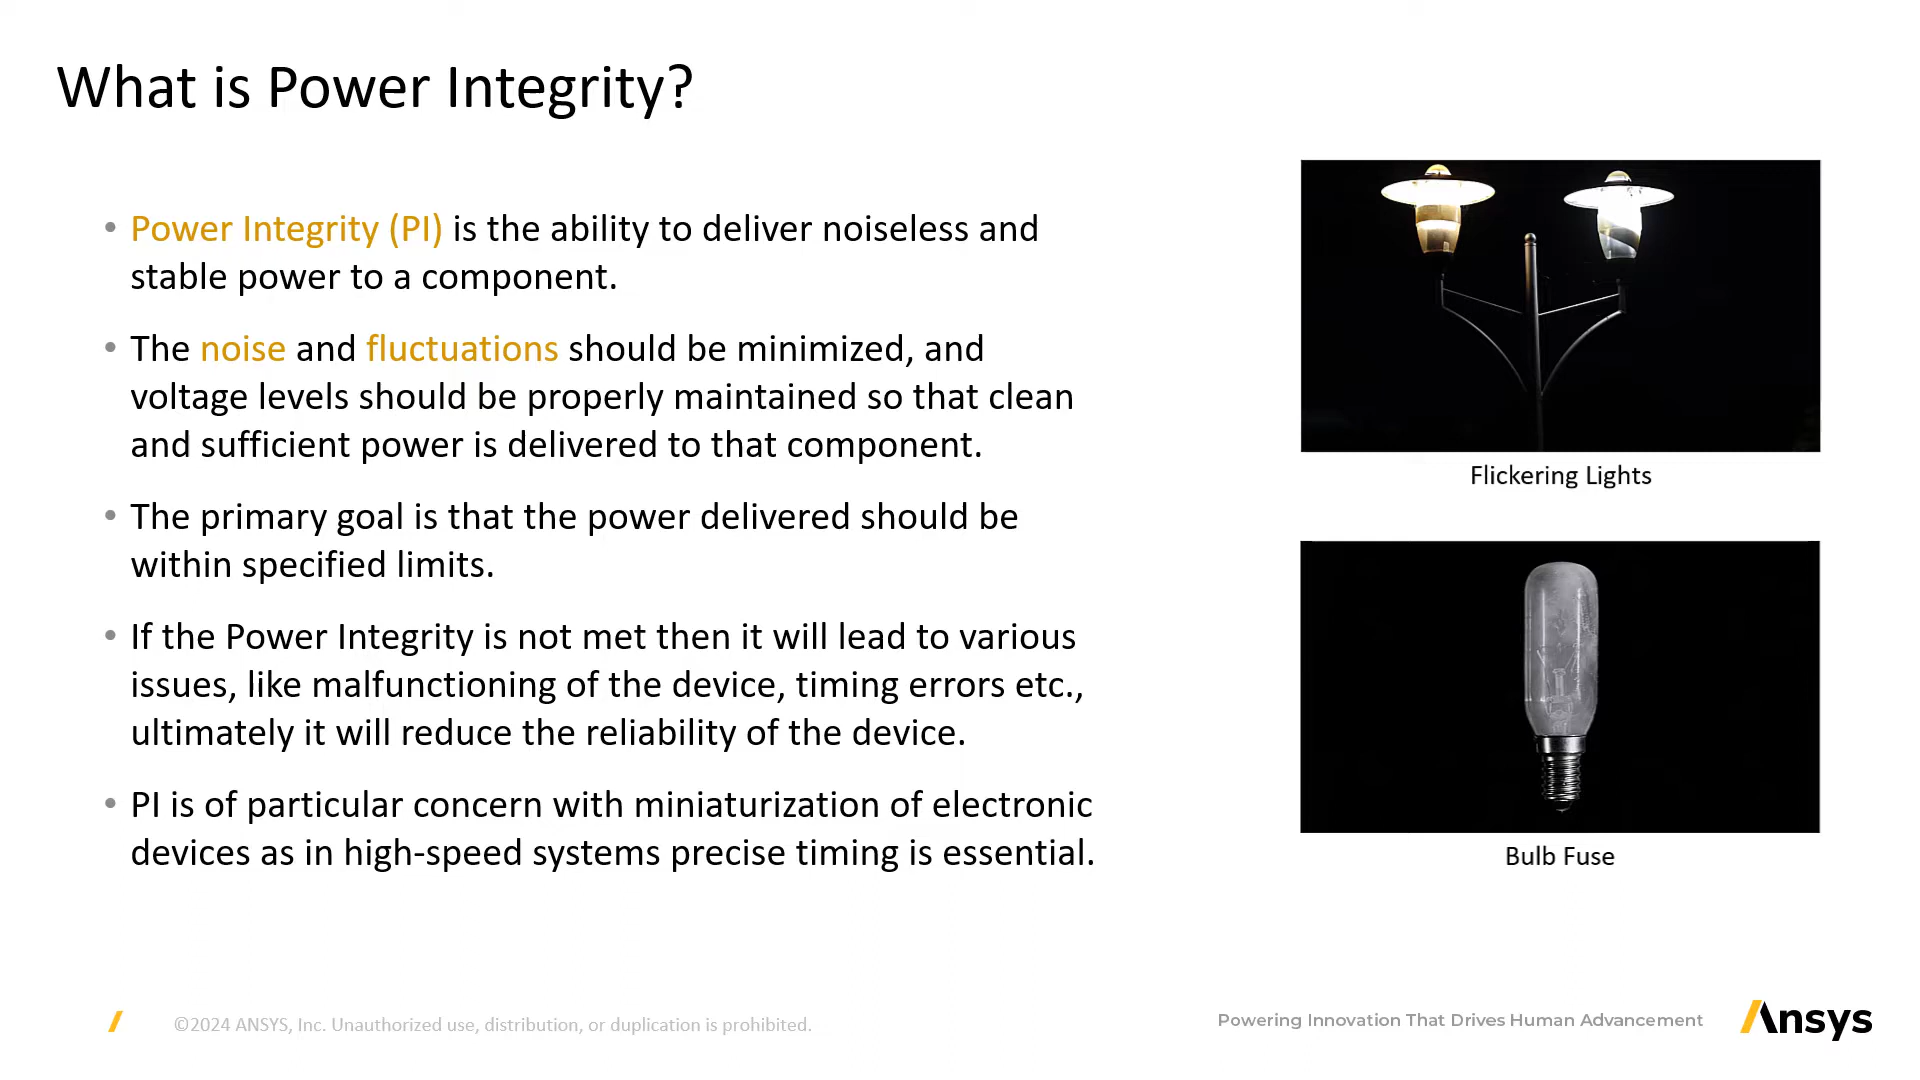 What is Power Integrity?
• Power Integrity (PI) is the ability to deliver noiseless and
stable power to a component.
• The noise and fluctuations should be minimized, and
voltage levels should be properly maintained so that clean
and sufficient power is delivered to that component.
• The primary goal is that the power delivered should be
within specified limits.
• If the Power Integrity is not met then it will lead to various
issues, like malfunctioning of the device, timing errors etc.,
ultimately it will reduce the reliability of the device.
• PI is of particular concern with miniaturization of electronic
devices as in high-speed systems precise timing is essential.
Flickering Lights
Bulb Fuse
©2024 ANSYS, Inc. Unauthorized use, distribution, or duplication is prohibited.
Powering Innovation That Drives Human Advancement
Ansys